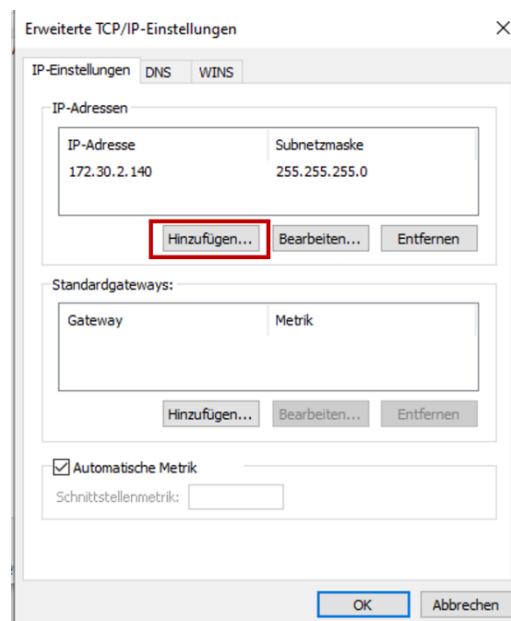 Erweiterte TCP/IP-Einstellungen
IP-Einstellungen DNS WINS
IP-Adressen
IP-Adresse Subnetzmaske
172.30.2.140 255.255.255.0
Hinzufügen... Bearbeiten... Entfernen
Standardgateways:
Gateway Metrik
Hinzufügen... Bearbeiten... Entfernen
Automatische Metrik
Schnittstellenmetrik:
OK Abbrechen